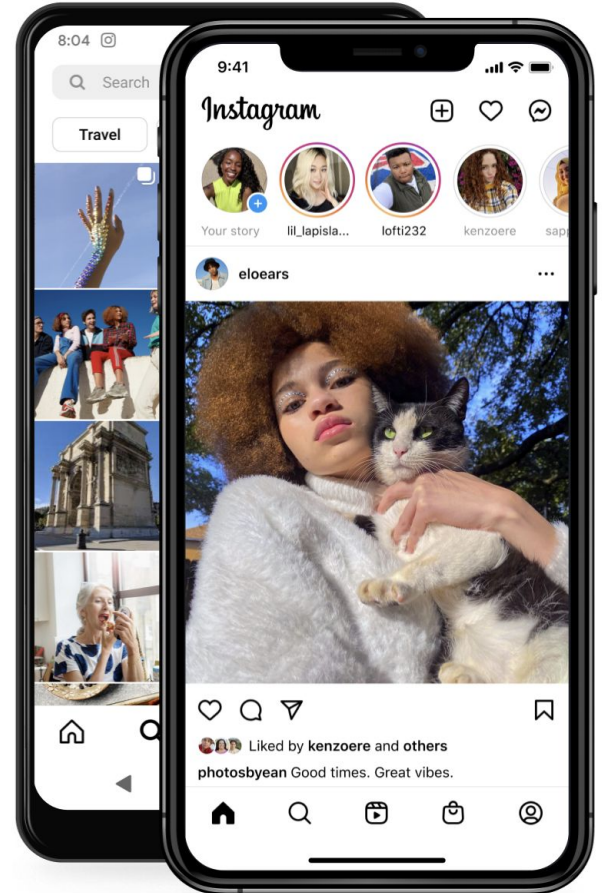 8:04
Search
Travel
9:41
Instagram
Your story
lil_lapisla...
lofti232
kenzoere
sapp
eloears
Liked by kenzoere and others
photosbyean Good times. Great vibes.